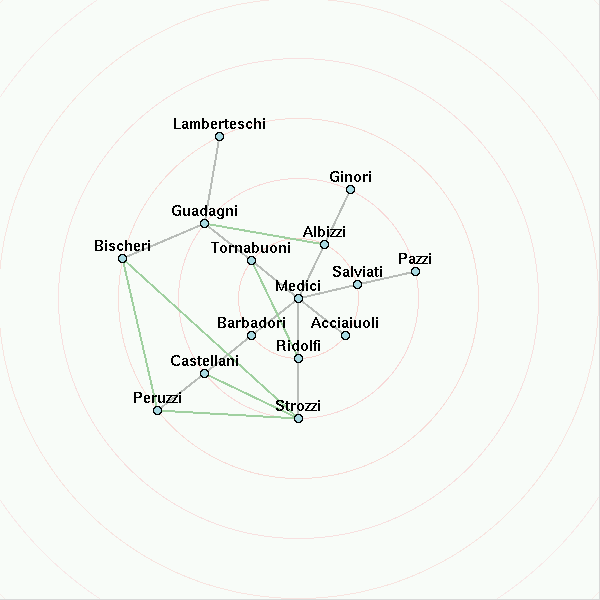 Lamberteschi
Ginori
Guadagni
Albizzi
Bischeri
Tornabuoni
Pazzi
Salviati
Medici
Barbadori
Acciaiuoli
Ridolfi
Castellani
Peruzzi
Strozzi